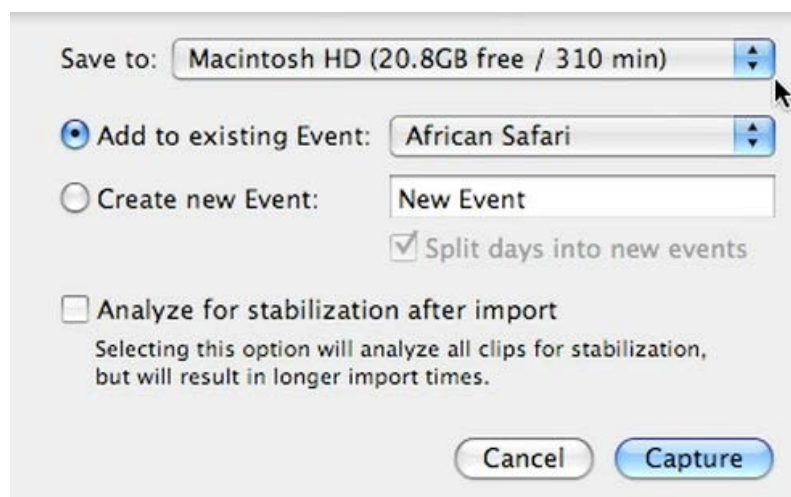 Save to: Macintosh HD (20.8GB free / 310 min)
Add to existing Event: African Safari
Create new Event: New Event
Split days into new events
Analyze for stabilization after import
Selecting this option will analyze all clips for stabilization,
but will result in longer import times.
Cancel Capture